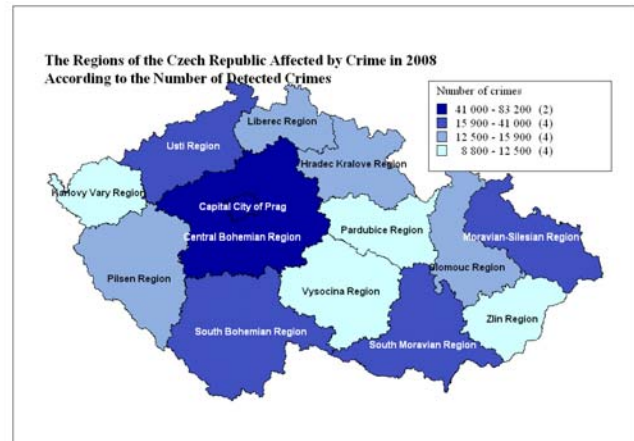 The Regions of the Czech Republic Affected by Crime in 2008
According to the Number of Detected Crimes
Number of crimes
41 000 - 83 200 (2)
15 900 - 41 000 (4)
12 500 - 15 900 (4)
8 800 - 12 500 (4)
Liberec Region
Usti Region
Hradec Kralove Region
Karlovy Vary Region
Capital City of Prag
Pardubice Region
Central Bohemian Region
Moravian-Silesian Region
Olomouc Region
Pilsen Region
Vysocina Region
Zlin Region
South Bohemian Region
South Moravian Region